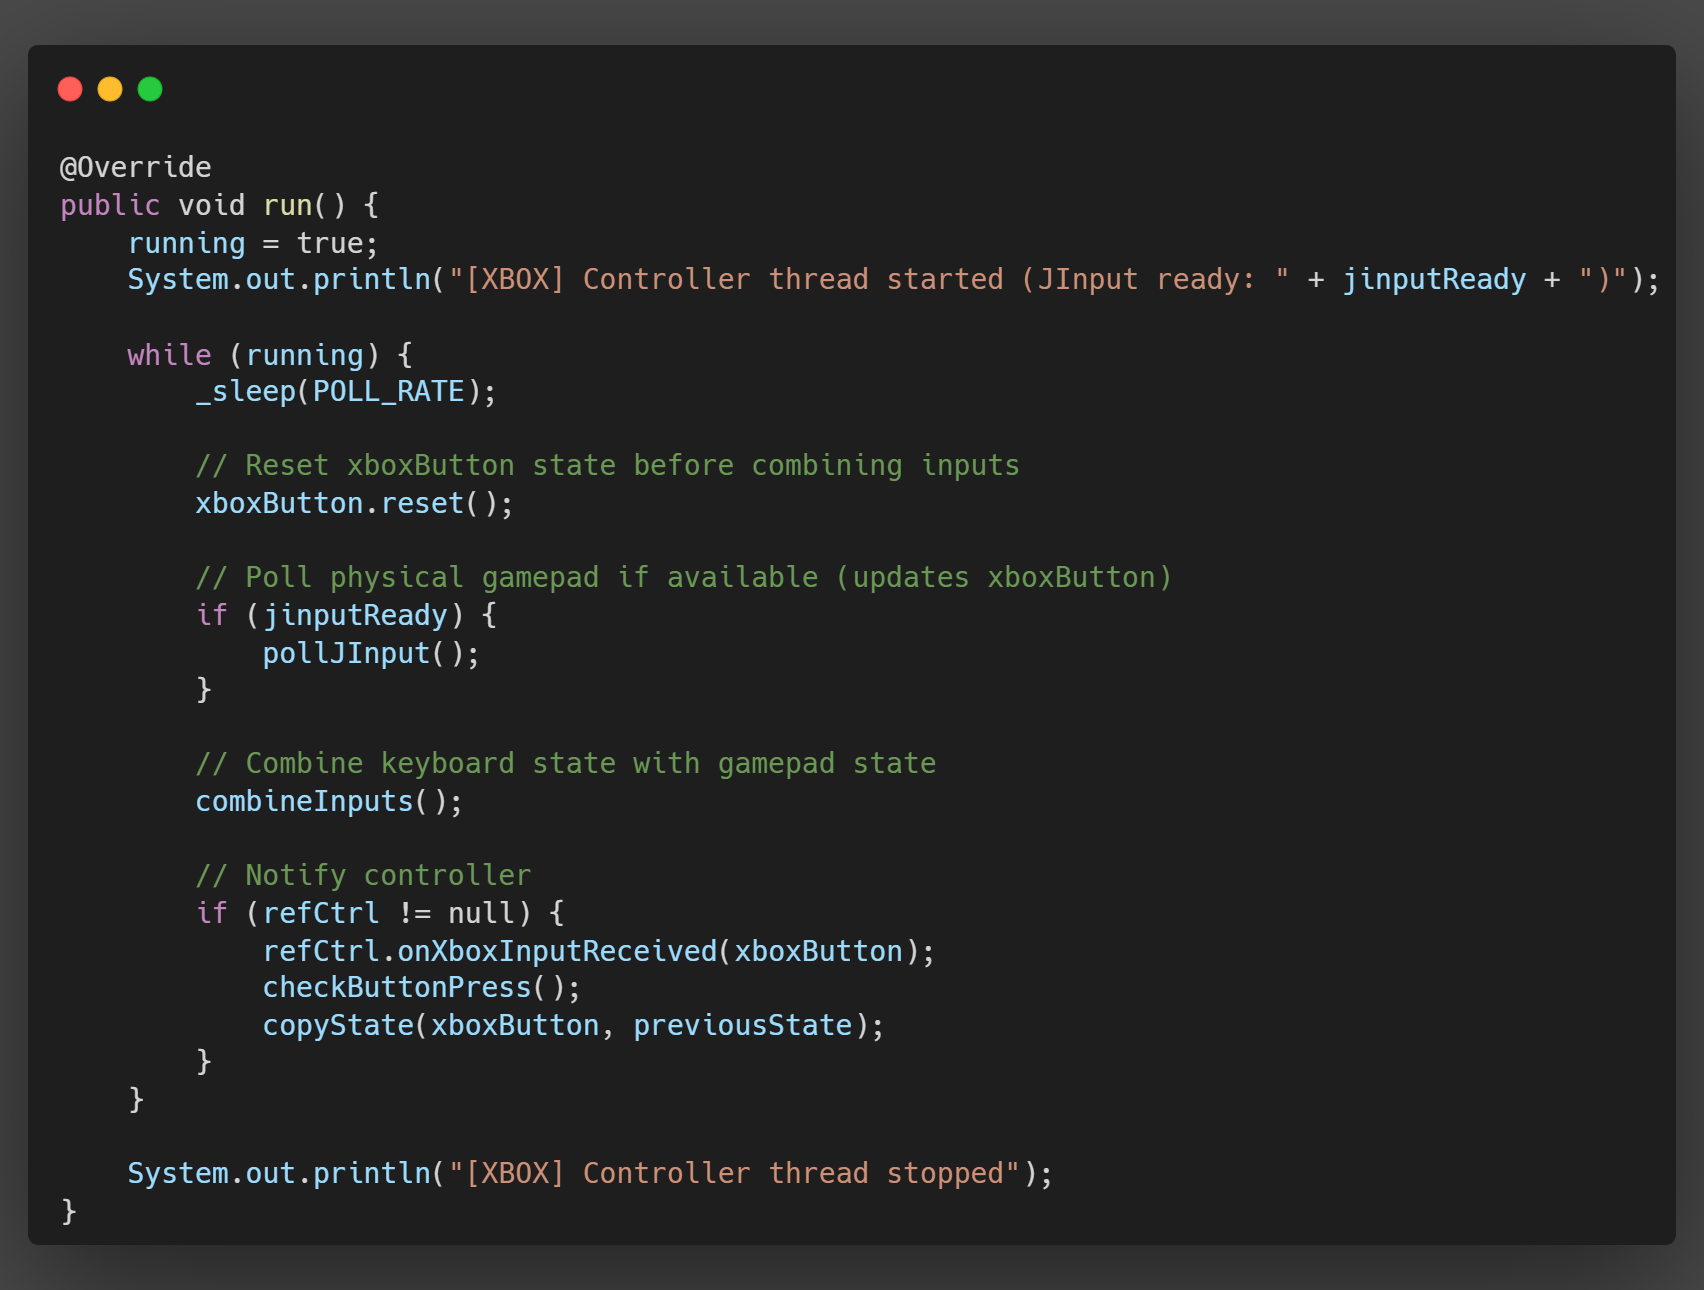 @Override
public void run() {
    running = true;
    System.out.println("[XBOX] Controller thread started (JInput ready: " + jinputReady + ")");

    while (running) {
        _sleep(POLL_RATE);

        // Reset xboxButton state before combining inputs
        xboxButton.reset();

        // Poll physical gamepad if available (updates xboxButton)
        if (jinputReady) {
            pollJInput();
        }

        // Combine keyboard state with gamepad state
        combineInputs();

        // Notify controller
        if (refCtrl != null) {
            refCtrl.onXboxInputReceived(xboxButton);
            checkButtonPress();
            copyState(xboxButton, previousState);
        }
    }

    System.out.println("[XBOX] Controller thread stopped");
}